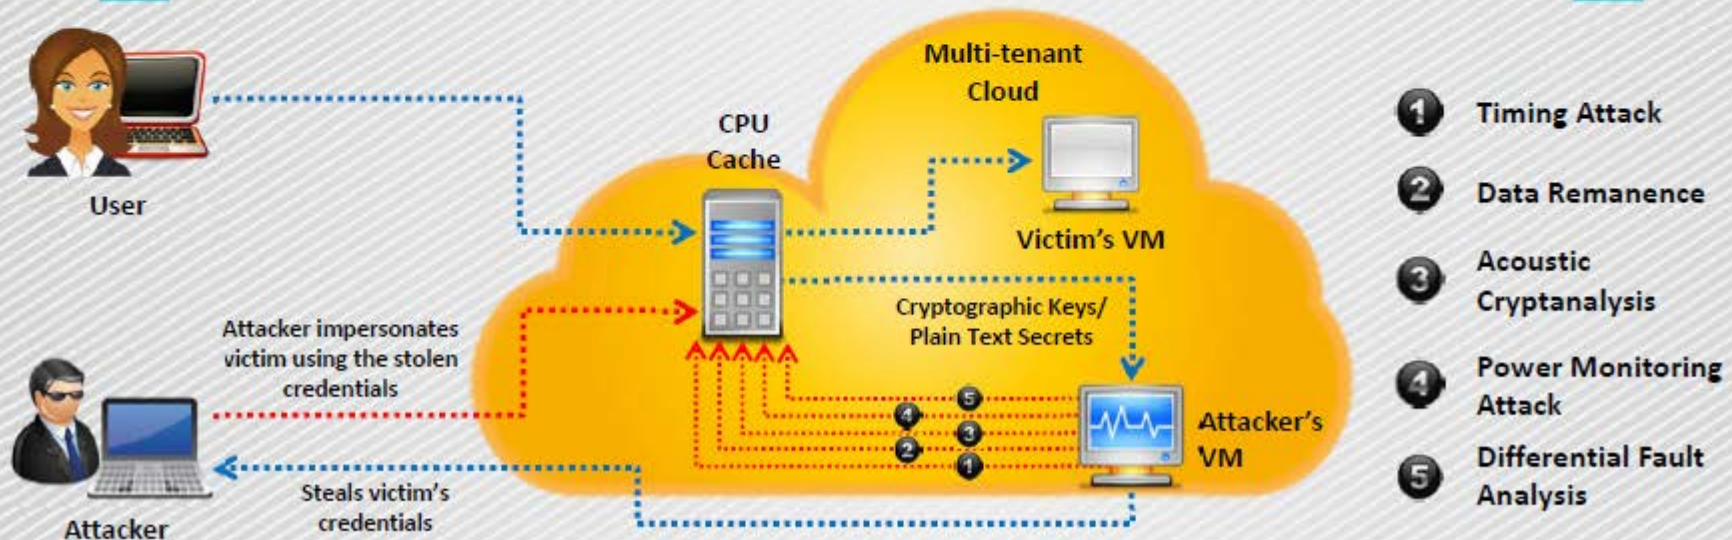 User
Attacker impersonates
victim using the stolen
credentials
Attacker
Steals victim's
credentials
CPU
Cache
Multi-tenant
Cloud
Victim's VM
Cryptographic Keys/
Plain Text Secrets
5
4
3
2
1
Attacker's
VM
1 Timing Attack
2 Data Remanence
3 Acoustic
Cryptanalysis
4 Power Monitoring
Attack
5 Differential Fault
Analysis